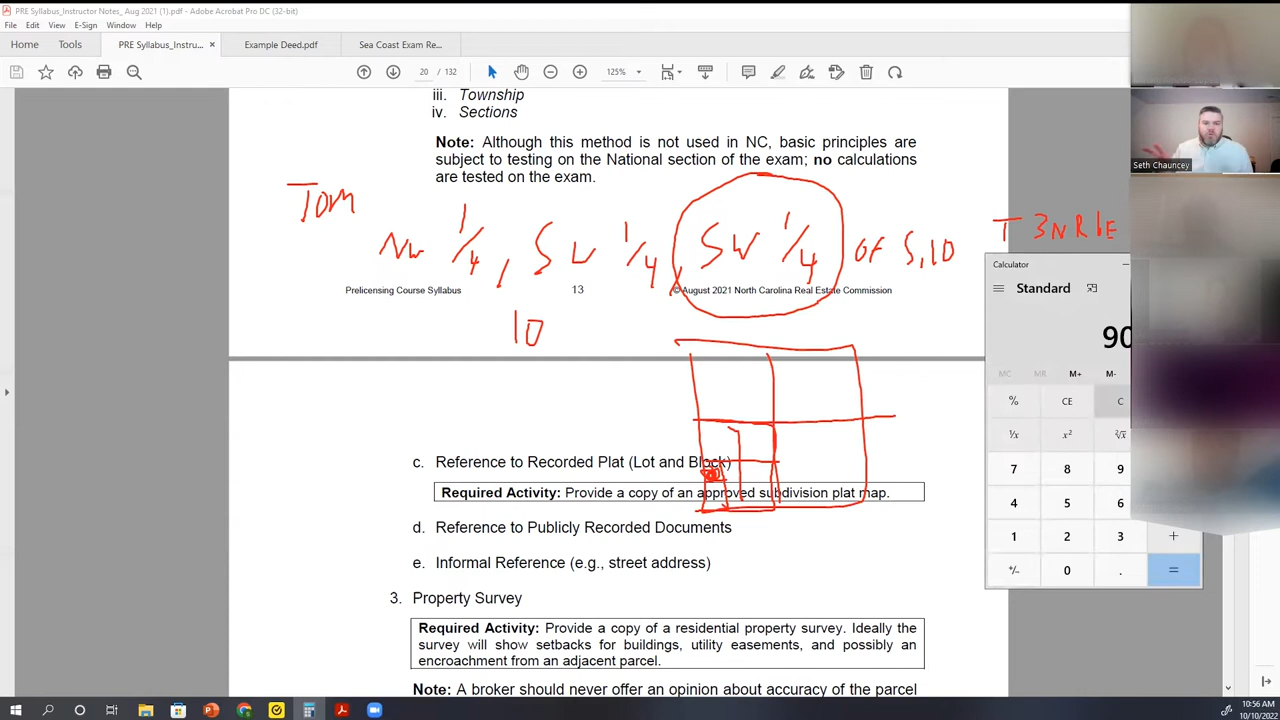 PRE Syllabus_Instructor Notes_ Aug 2021 (1).pdf - Adobe Acrobat Pro DC (32-bit)
File Edit View E-Sign Window Help
Home Tools PRE Syllabus_Instru... × Example Deed.pdf Sea Coast Exam Re...
20 / 132 125%
iii. Township
iv. Sections
Note: Although this method is not used in NC, basic principles are
subject to testing on the National section of the exam; no calculations
are tested on the exam.
Seth Chauncey
Tom
NW 1/4, SW 1/4, SW 1/4 OF S,10
T 3N R 6E
Prelicensing Course Syllabus 13 © August 2021 North Carolina Real Estate Commission
10
Calculator
Standard
90
MC MR M+ M-
% CE C
¹/x x² ²√x
7 8 9
4 5 6
1 2 3 +
+/- 0 . =
c. Reference to Recorded Plat (Lot and Block)
Required Activity: Provide a copy of an approved subdivision plat map.
d. Reference to Publicly Recorded Documents
e. Informal Reference (e.g., street address)
3. Property Survey
Required Activity: Provide a copy of a residential property survey. Ideally the
survey will show setbacks for buildings, utility easements, and possibly an
encroachment from an adjacent parcel.
Note: A broker should never offer an opinion about accuracy of the parcel
10:56 AM
10/10/2022